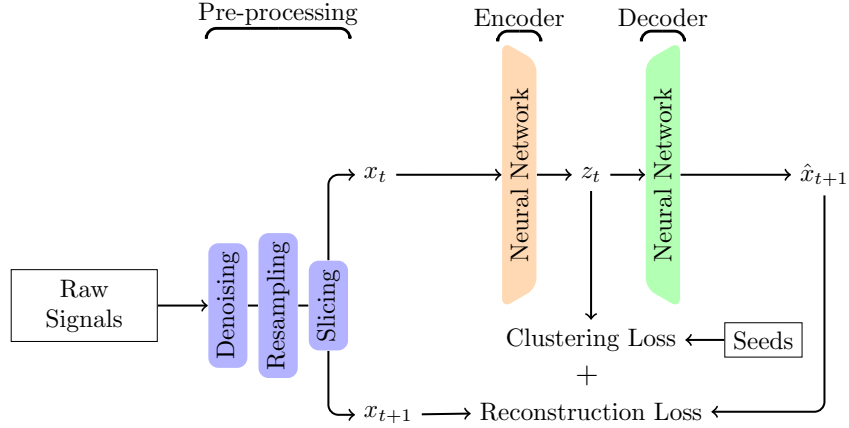 Pre-processing
Encoder
Decoder
Neural Network
Neural Network
x_t
z_t
x̂_{t+1}
Raw
Signals
Denoising
Resampling
Slicing
Clustering Loss
Seeds
+
x_{t+1}
Reconstruction Loss